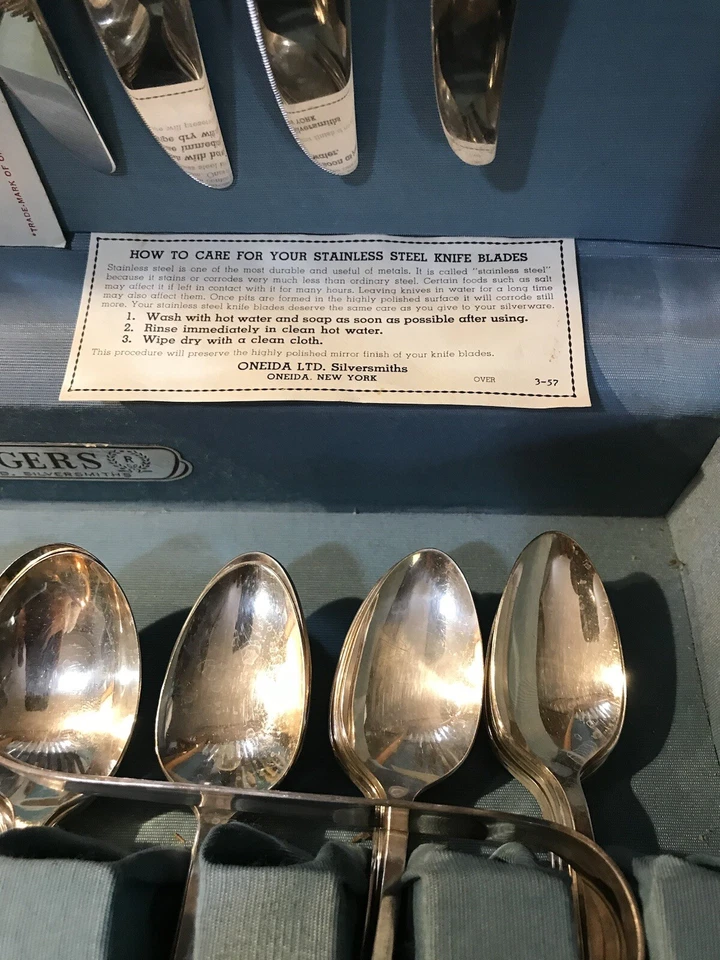 *TRADE-MARK OF O
HOW TO CARE FOR YOUR STAINLESS STEEL KNIFE BLADES
Stainless steel is one of the most durable and useful of metals. It is called "stainless steel"
because it stains or corrodes very much less than ordinary steel. Certain foods such as salt
may affect it if left in contact with it for many hours. Leaving knives in water for a long time
may also affect them. Once pits are formed in the highly polished surface it will corrode still
more. Your stainless steel knife blades deserve the same care as you give to your silverware.
1. Wash with hot water and soap as soon as possible after using.
2. Rinse immediately in clean hot water.
3. Wipe dry with a clean cloth.
This procedure will preserve the highly polished mirror finish of your knife blades.
ONEIDA LTD. Silversmiths
ONEIDA, NEW YORK
OVER 3-57
GERS R
D. SILVERSMITHS